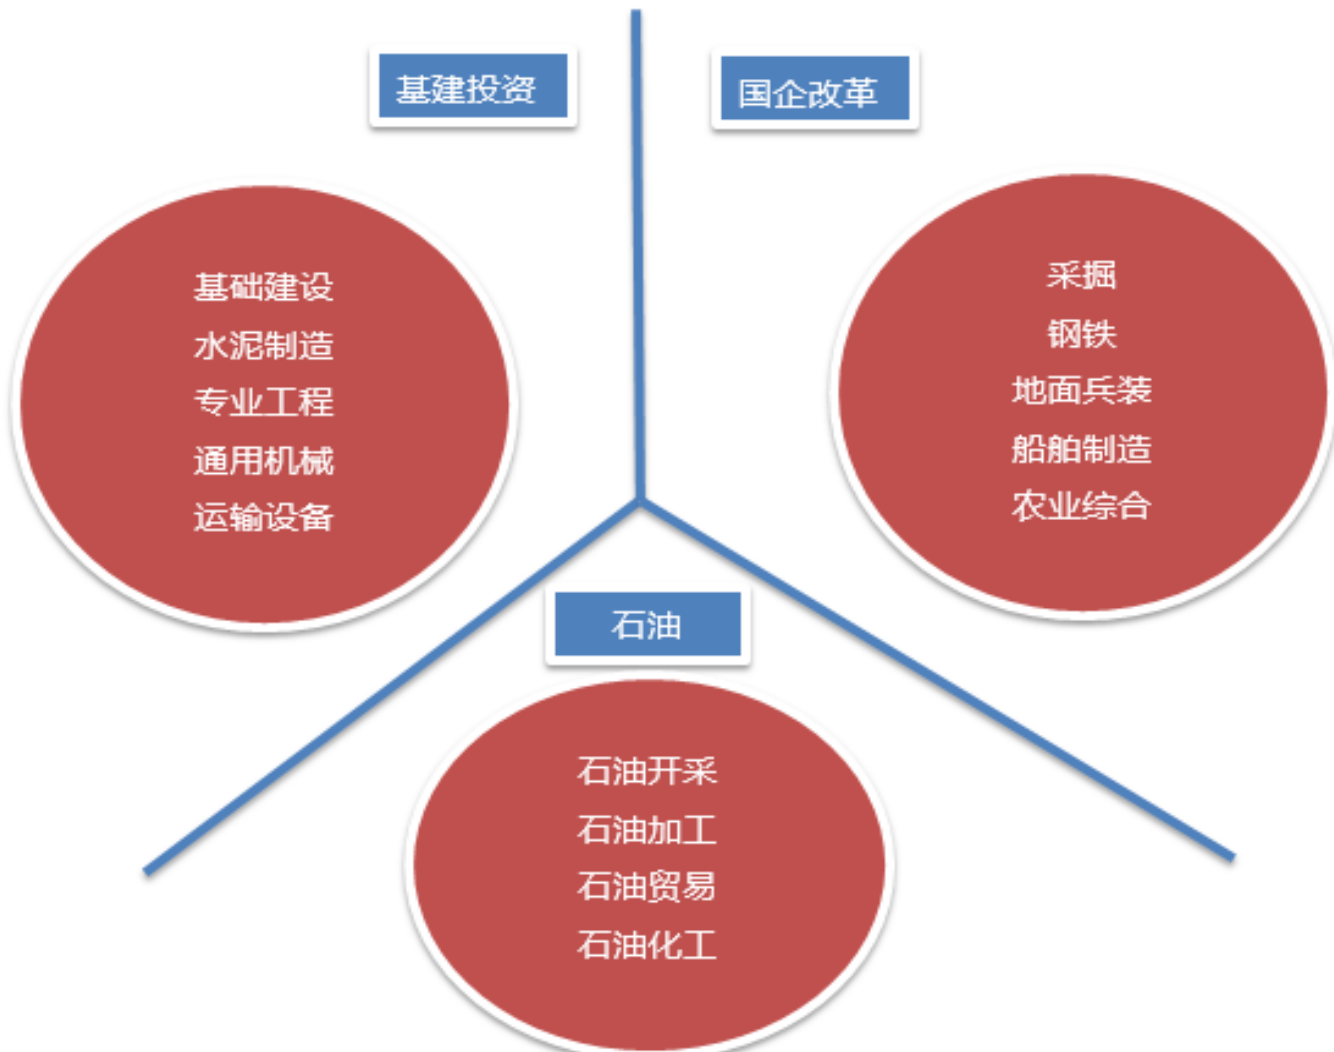 基建投资
国企改革
基础建设
水泥制造
专业工程
通用机械
运输设备
采掘
钢铁
地面兵装
船舶制造
农业综合
石油
石油开采
石油加工
石油贸易
石油化工